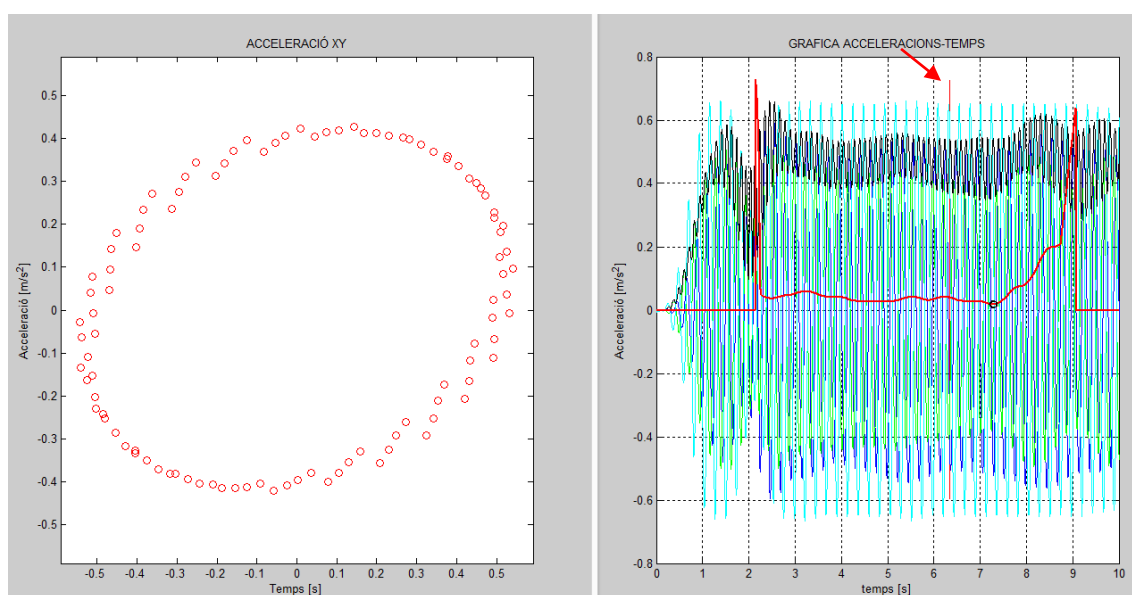 ACCELERACIÓ XY
Acceleració [m/s²]
0.5
0.4
0.3
0.2
0.1
0
-0.1
-0.2
-0.3
-0.4
-0.5
-0.5 -0.4 -0.3 -0.2 -0.1 0 0.1 0.2 0.3 0.4 0.5
Temps [s]
GRAFICA ACCELERACIONS-TEMPS
Acceleració [m/s²]
0.8
0.6
0.4
0.2
0
-0.2
-0.4
-0.6
-0.8
0 1 2 3 4 5 6 7 8 9 10
temps [s]